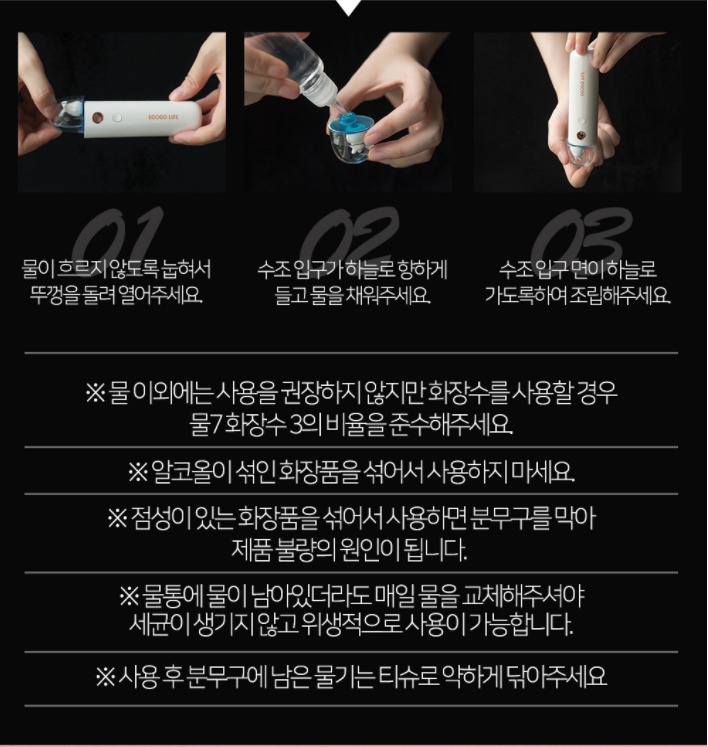 SOOGO LIFE
01
물이 흐르지 않도록 눕혀서
뚜껑을 돌려 열어주세요.
02
수조 입구가 하늘로 향하게
들고 물을 채워주세요.
03
수조 입구 면이 하늘로
가도록하여 조립해주세요.
※ 물 이외에는 사용을 권장하지 않지만 화장수를 사용할 경우
물7 화장수 3의 비율을 준수해주세요.
※ 알코올이 섞인 화장품을 섞어서 사용하지 마세요.
※ 점성이 있는 화장품을 섞어서 사용하면 분무구를 막아
제품 불량의 원인이 됩니다.
※ 물통에 물이 남아있더라도 매일 물을 교체해주셔야
세균이 생기지 않고 위생적으로 사용이 가능합니다.
※ 사용 후 분무구에 남은 물기는 티슈로 약하게 닦아주세요